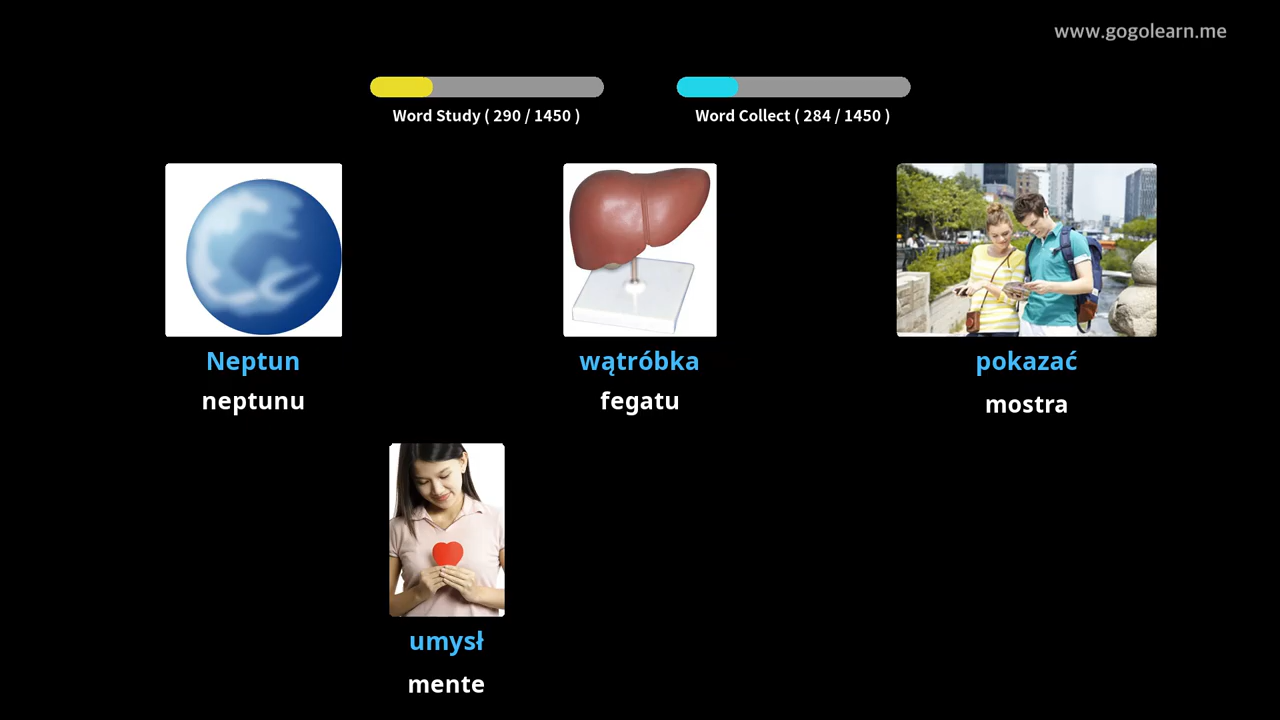 www.gogolearn.me
Word Study ( 290 / 1450 )
Word Collect ( 284 / 1450 )
Neptun
neptunu
wątróbka
fegatu
pokazać
mostra
umysł
mente